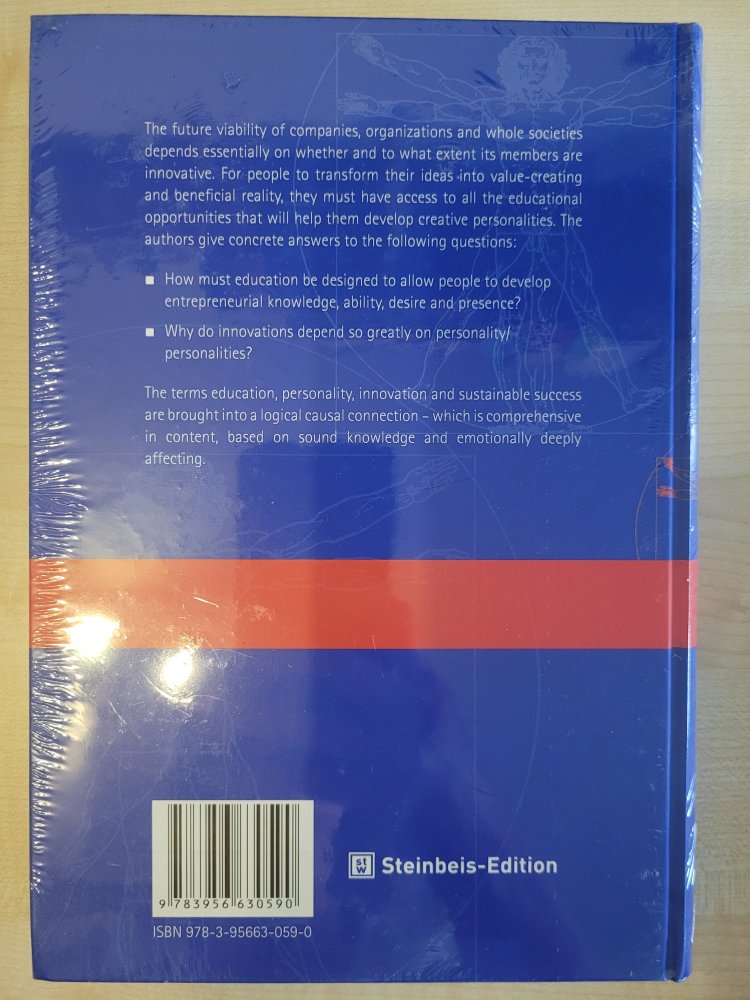 The future viability of companies, organizations and whole societies
depends essentially on whether and to what extent its members are
innovative. For people to transform their ideas into value-creating
and beneficial reality, they must have access to all the educational
opportunities that will help them develop creative personalities. The
authors give concrete answers to the following questions:
■ How must education be designed to allow people to develop
entrepreneurial knowledge, ability, desire and presence?
■ Why do innovations depend so greatly on personality/
personalities?
The terms education, personality, innovation and sustainable success
are brought into a logical causal connection – which is comprehensive
in content, based on sound knowledge and emotionally deeply
affecting.
st
w
Steinbeis-Edition
9 783956 630590
ISBN 978-3-95663-059-0